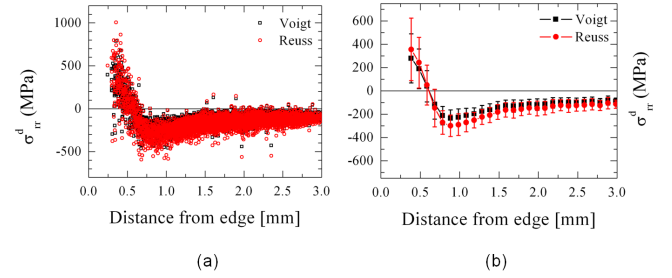 1000
500
0
-500
σ^d_rr (MPa)
0.0 0.5 1.0 1.5 2.0 2.5 3.0
Distance from edge [mm]
Voigt
Reuss
(a)
600
400
200
0
-200
-400
-600
σ^d_rr (MPa)
0.0 0.5 1.0 1.5 2.0 2.5 3.0
Distance from edge [mm]
Voigt
Reuss
(b)